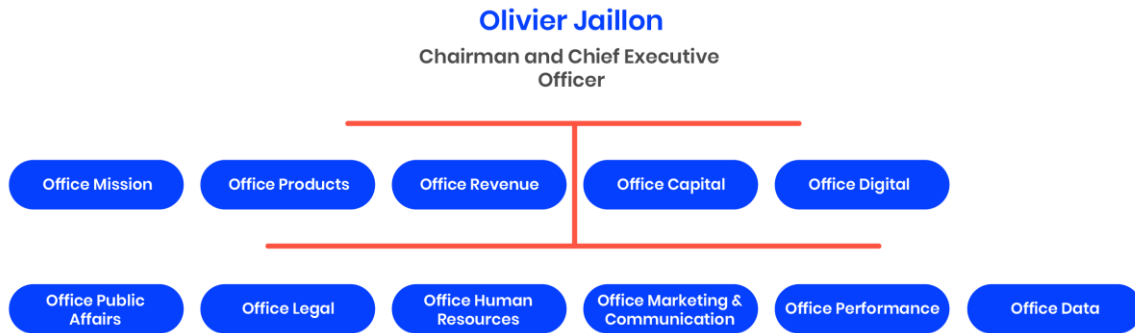 Olivier Jaillon
Chairman and Chief Executive
Officer
Office Mission
Office Products
Office Revenue
Office Capital
Office Digital
Office Public
Affairs
Office Legal
Office Human
Resources
Office Marketing &
Communication
Office Performance
Office Data